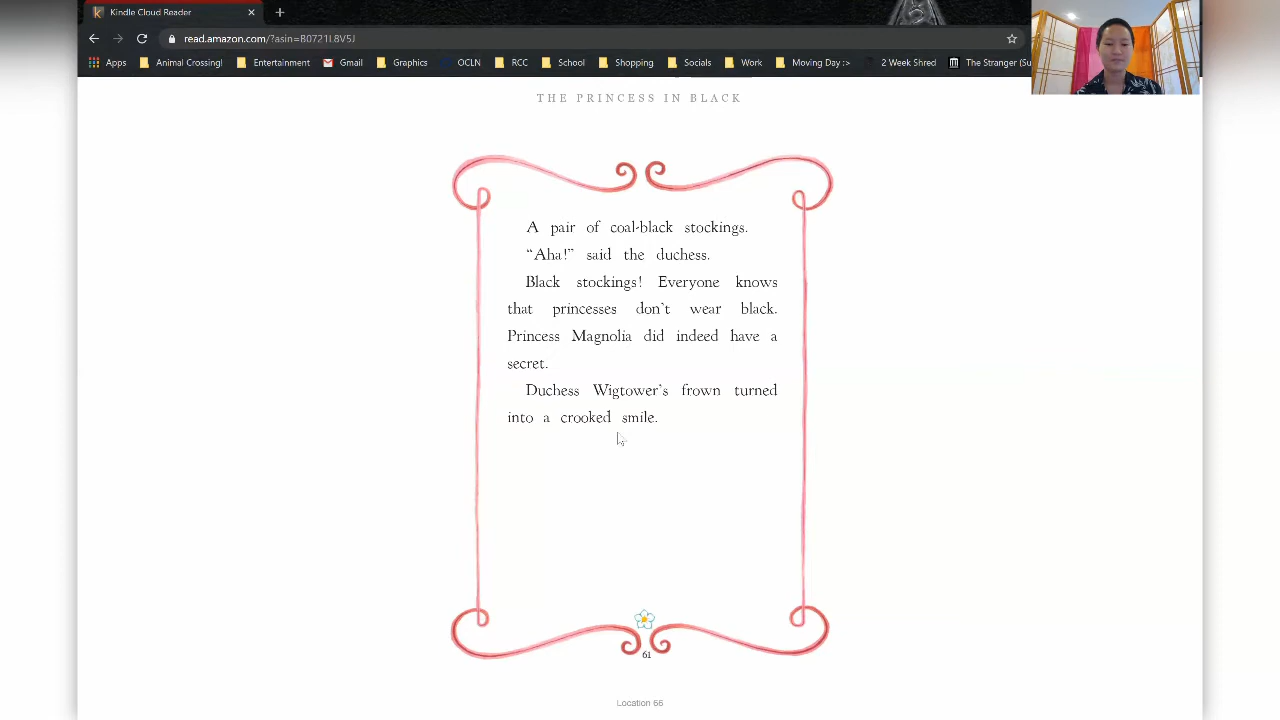 Kindle Cloud Reader
read.amazon.com/?asin=B0721L8V5J
Apps Animal Crossing! Entertainment Gmail Graphics OCLN RCC School Shopping Socials Work Moving Day :> 2 Week Shred The Stranger (Su
THE PRINCESS IN BLACK
A pair of coal-black stockings.
“Aha!” said the duchess.
Black stockings! Everyone knows
that princesses don’t wear black.
Princess Magnolia did indeed have a
secret.
Duchess Wigtower’s frown turned
into a crooked smile.
61
Location 66